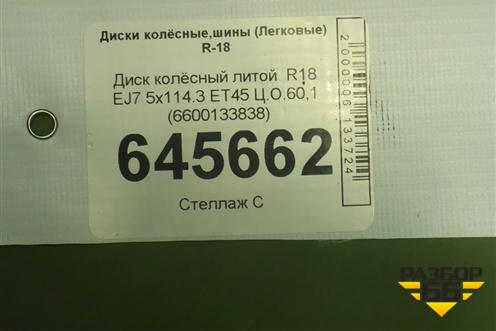 Диски колёсные,шины (Легковые)
R-18
Диск колёсный литой R18
EJ7 5x114.3 ET45 Ц.О.60,1
(6600133838)
645662
Стеллаж С
2000006133724
РАЗБОР
66